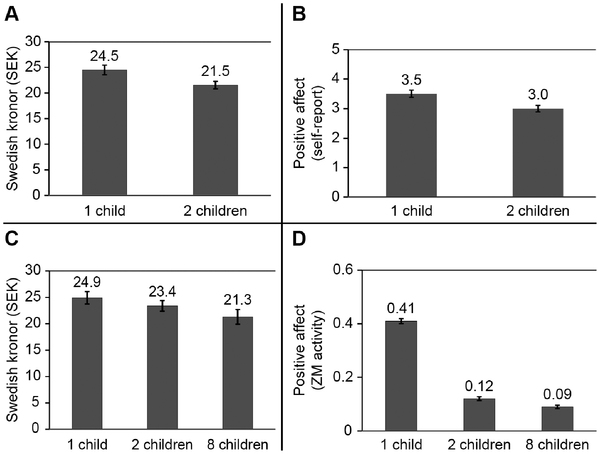 A
Swedish kronor (SEK)
30
25
20
15
10
5
0
24.5
21.5
1 child
2 children
B
Positive affect
(self-report)
5
4
3
2
1
0
3.5
3.0
1 child
2 children
C
Swedish kronor (SEK)
30
25
20
15
10
5
0
24.9
23.4
21.3
1 child
2 children
8 children
D
Positive affect
(ZM activity)
0.6
0.4
0.2
0
0.41
0.12
0.09
1 child
2 children
8 children